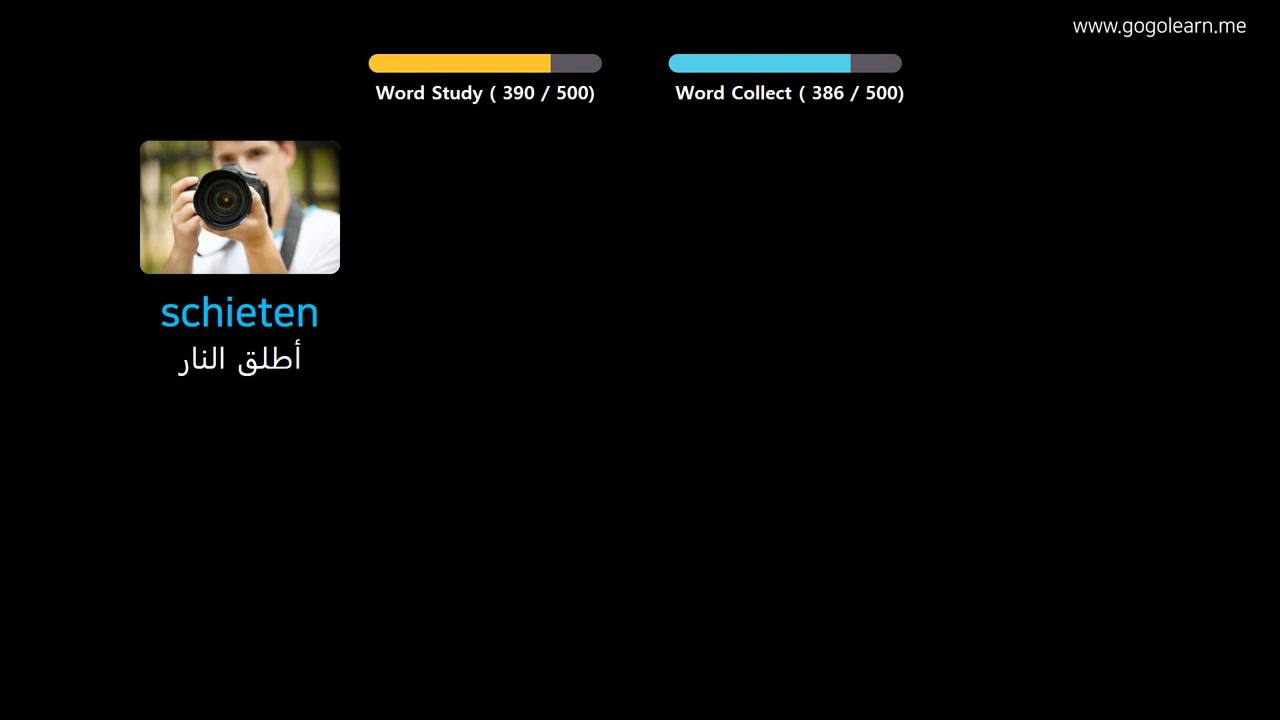 www.gogolearn.me
Word Study ( 390 / 500)
Word Collect ( 386 / 500)
schieten
أطلق النار